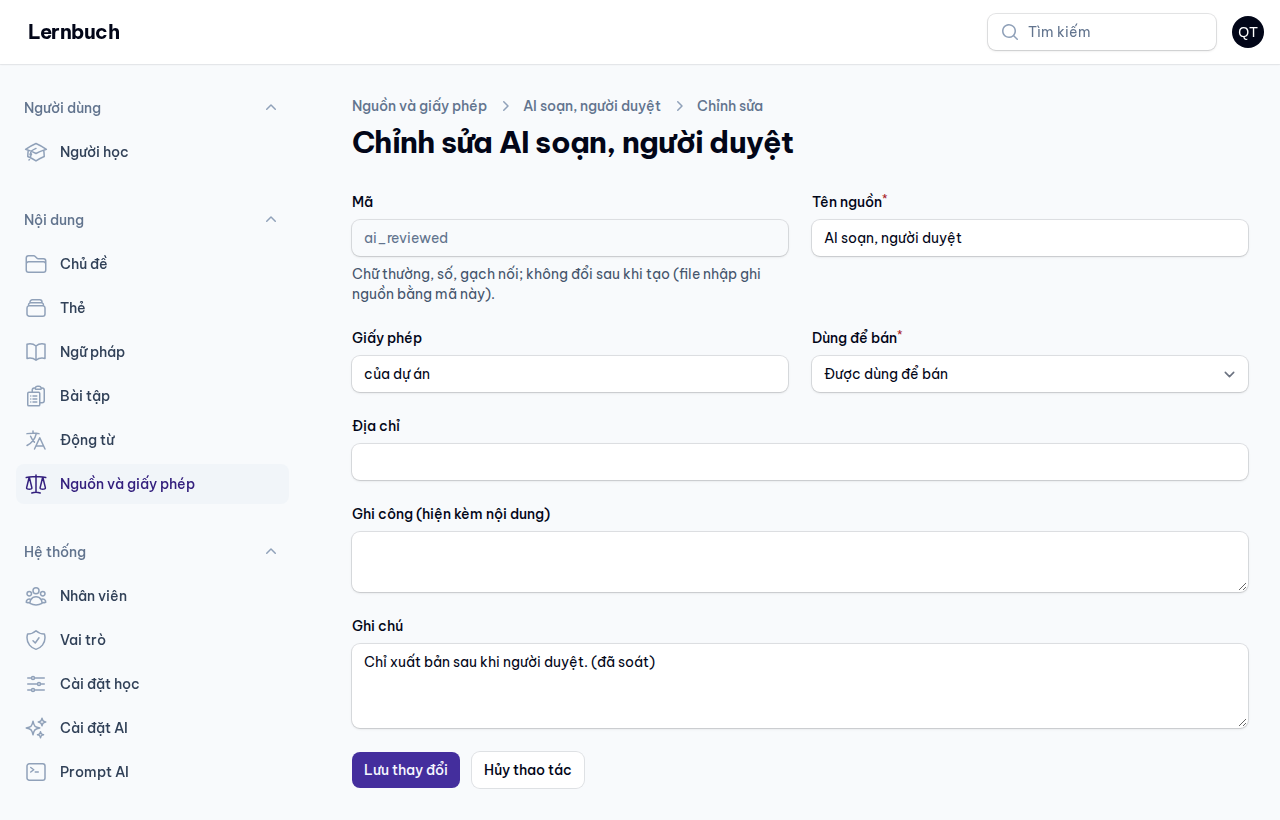 Lernbuch
Tìm kiếm
QT
Người dùng
Người học
Nội dung
Chủ đề
Thẻ
Ngữ pháp
Bài tập
Động từ
Nguồn và giấy phép
Hệ thống
Nhân viên
Vai trò
Cài đặt học
Cài đặt AI
Prompt AI
Nguồn và giấy phép
AI soạn, người duyệt
Chỉnh sửa
Chỉnh sửa AI soạn, người duyệt
Mã
ai_reviewed
Chữ thường, số, gạch nối; không đổi sau khi tạo (file nhập ghi
nguồn bằng mã này).
Tên nguồn*
AI soạn, người duyệt
Giấy phép
của dự án
Dùng để bán*
Được dùng để bán
Địa chỉ
Ghi công (hiện kèm nội dung)
Ghi chú
Chỉ xuất bản sau khi người duyệt. (đã soát)
Lưu thay đổi
Hủy thao tác